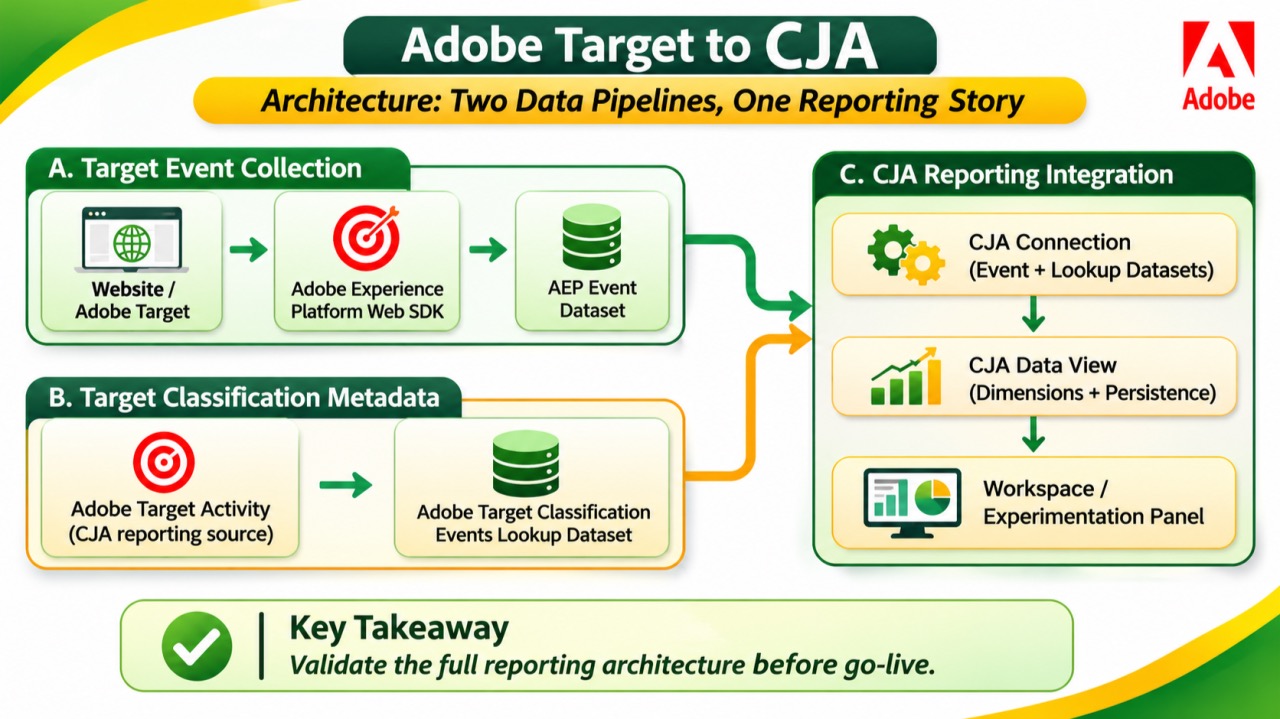 Adobe Target to CJA
Architecture: Two Data Pipelines, One Reporting Story
Adobe
A. Target Event Collection
Website /
Adobe Target
Adobe Experience
Platform Web SDK
AEP Event
Dataset
B. Target Classification Metadata
Adobe Target Activity
(CJA reporting source)
Adobe Target Classification
Events Lookup Dataset
C. CJA Reporting Integration
CJA Connection
(Event + Lookup Datasets)
CJA Data View
(Dimensions + Persistence)
Workspace /
Experimentation Panel
Key Takeaway
Validate the full reporting architecture before go-live.